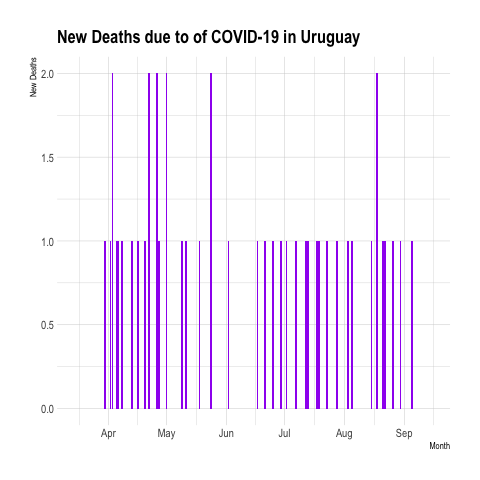 New Deaths due to of COVID-19 in Uruguay
New Deaths
2.0
1.5
1.0
0.5
0.0
Apr May Jun Jul Aug Sep
Month